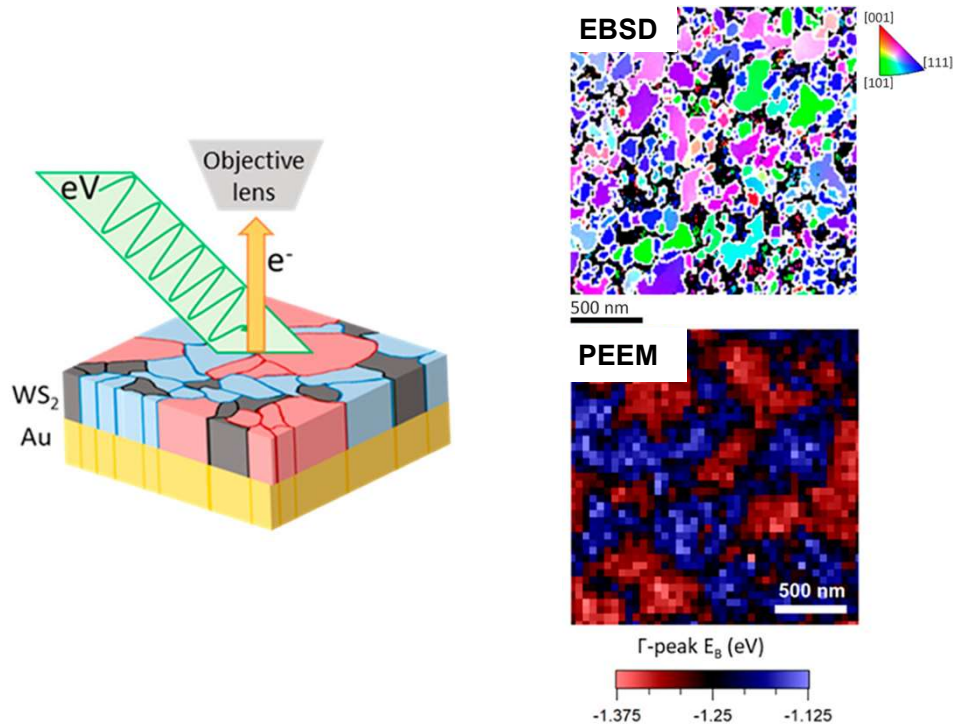 eV
Objective
lens
e-
WS2
Au
EBSD
[001]
[111]
[101]
500 nm
PEEM
500 nm
Γ-peak EB (eV)
-1.375 -1.25 -1.125